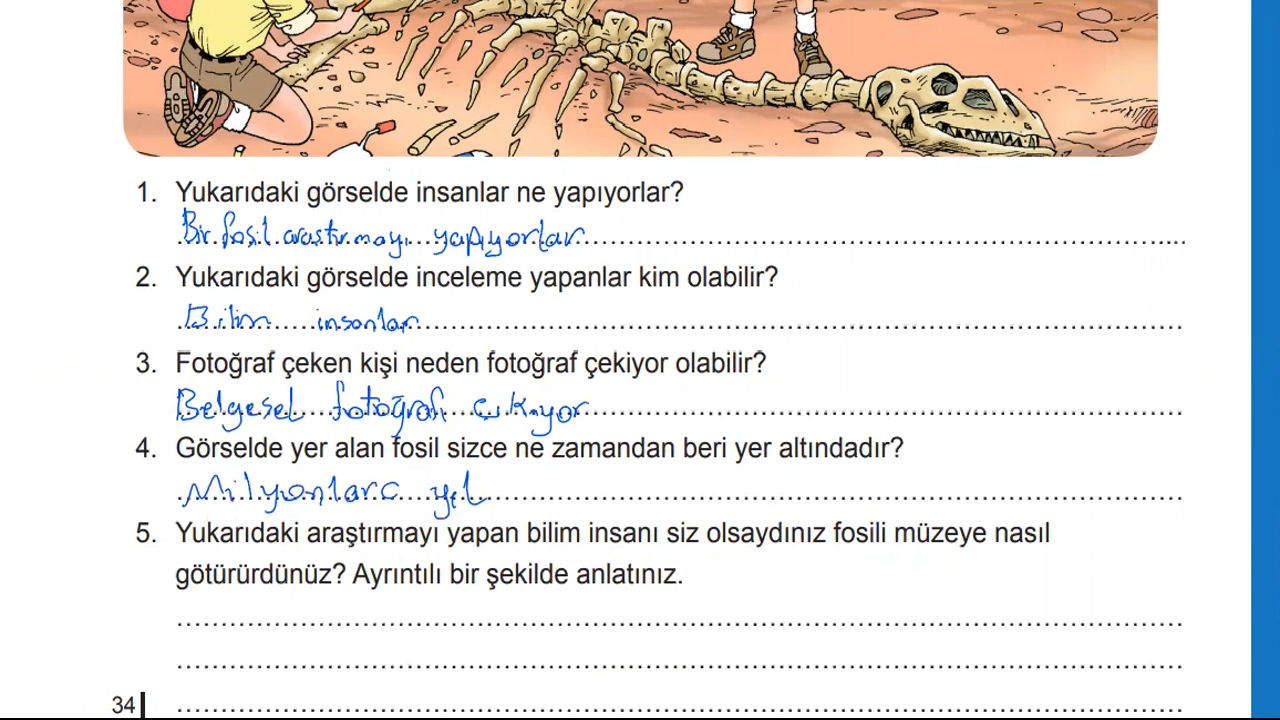 1. Yukarıdaki görselde insanlar ne yapıyorlar?
Bir fosil araştırmayı yapıyorlar
2. Yukarıdaki görselde inceleme yapanlar kim olabilir?
Bilim insanlar
3. Fotoğraf çeken kişi neden fotoğraf çekiyor olabilir?
Belgesel fotoğrafı çıkıyor
4. Görselde yer alan fosil sizce ne zamandan beri yer altındadır?
Milyonlarc yıl
5. Yukarıdaki araştırmayı yapan bilim insanı siz olsaydınız fosili müzeye nasıl
götürürdünüz? Ayrıntılı bir şekilde anlatınız.
34